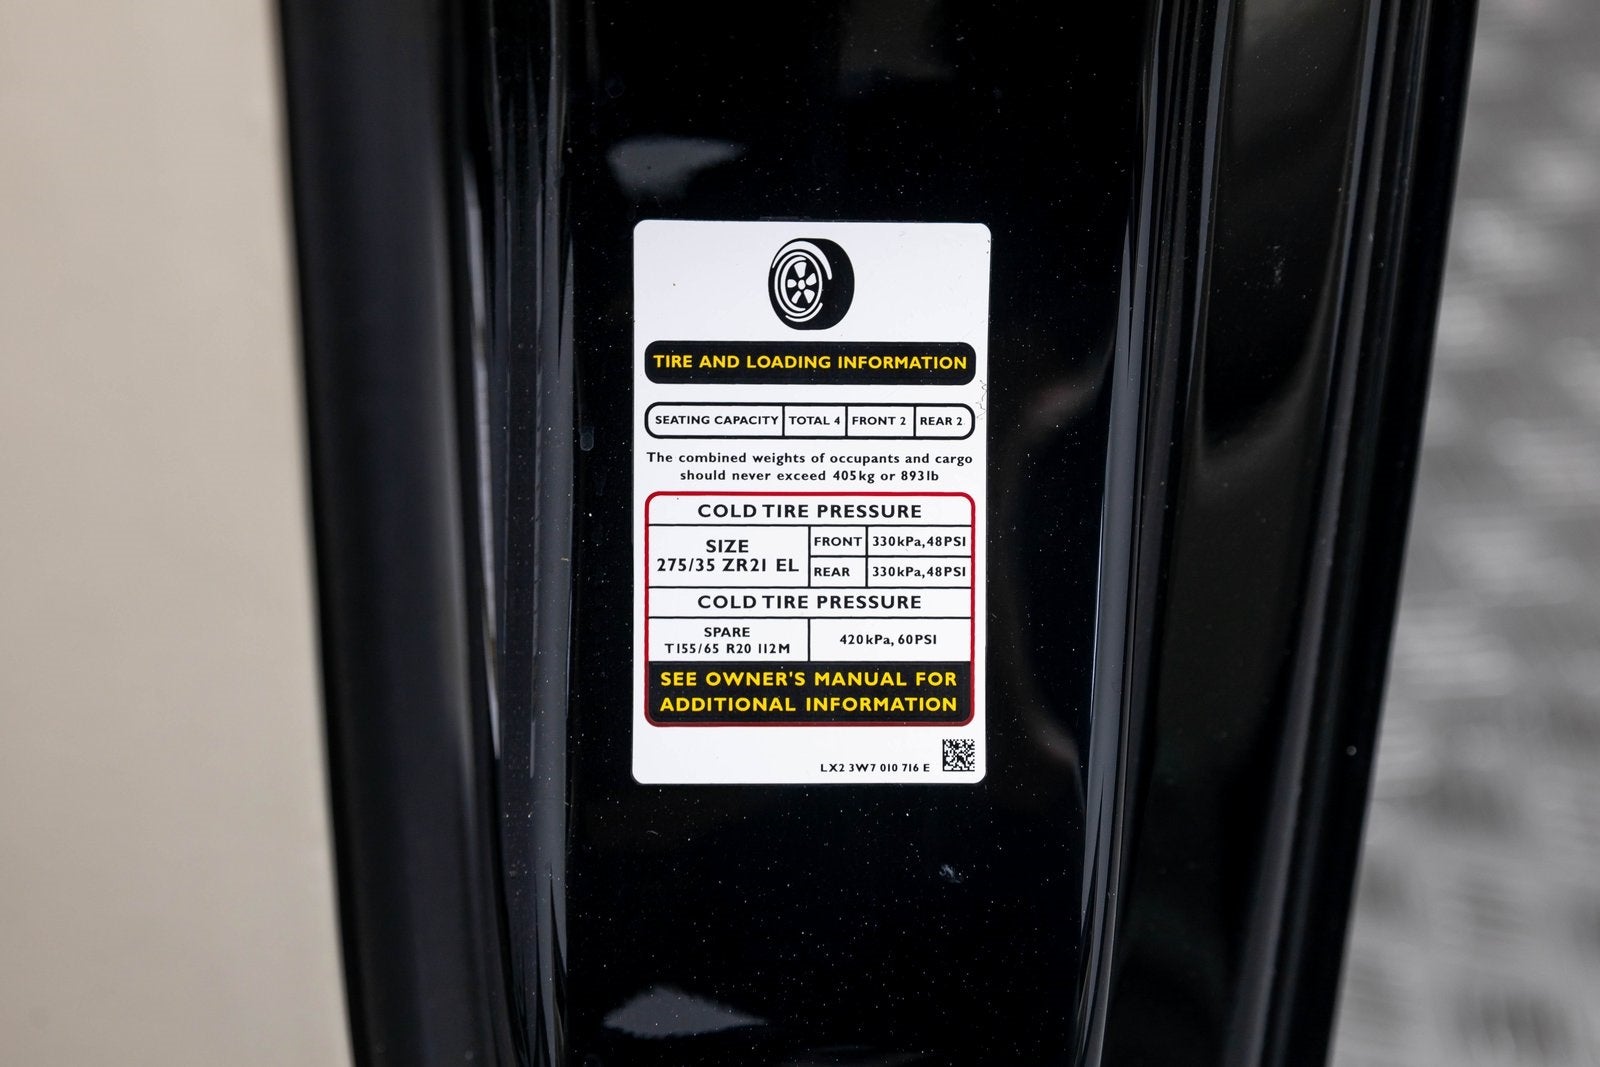 TIRE AND LOADING INFORMATION
SEATING CAPACITY TOTAL 4 FRONT 2 REAR 2
The combined weights of occupants and cargo
should never exceed 405kg or 893lb
COLD TIRE PRESSURE
SIZE
275/35 ZR21 EL
FRONT 330kPa,48PSI
REAR 330kPa,48PSI
COLD TIRE PRESSURE
SPARE
T155/65 R20 112M
420kPa, 60PSI
SEE OWNER'S MANUAL FOR
ADDITIONAL INFORMATION
LX2 3W7 010 716 E